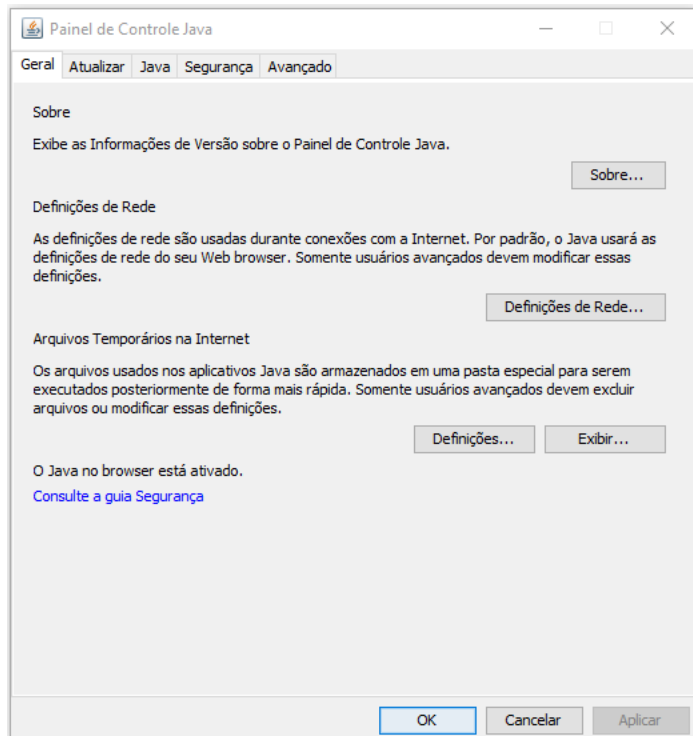 Painel de Controle Java
Geral Atualizar Java Segurança Avançado
Sobre
Exibe as Informações de Versão sobre o Painel de Controle Java.
Sobre...
Definições de Rede
As definições de rede são usadas durante conexões com a Internet. Por padrão, o Java usará as
definições de rede do seu Web browser. Somente usuários avançados devem modificar essas
definições.
Definições de Rede...
Arquivos Temporários na Internet
Os arquivos usados nos aplicativos Java são armazenados em uma pasta especial para serem
executados posteriormente de forma mais rápida. Somente usuários avançados devem excluir
arquivos ou modificar essas definições.
Definições... Exibir...
O Java no browser está ativado.
Consulte a guia Segurança
OK Cancelar Aplicar